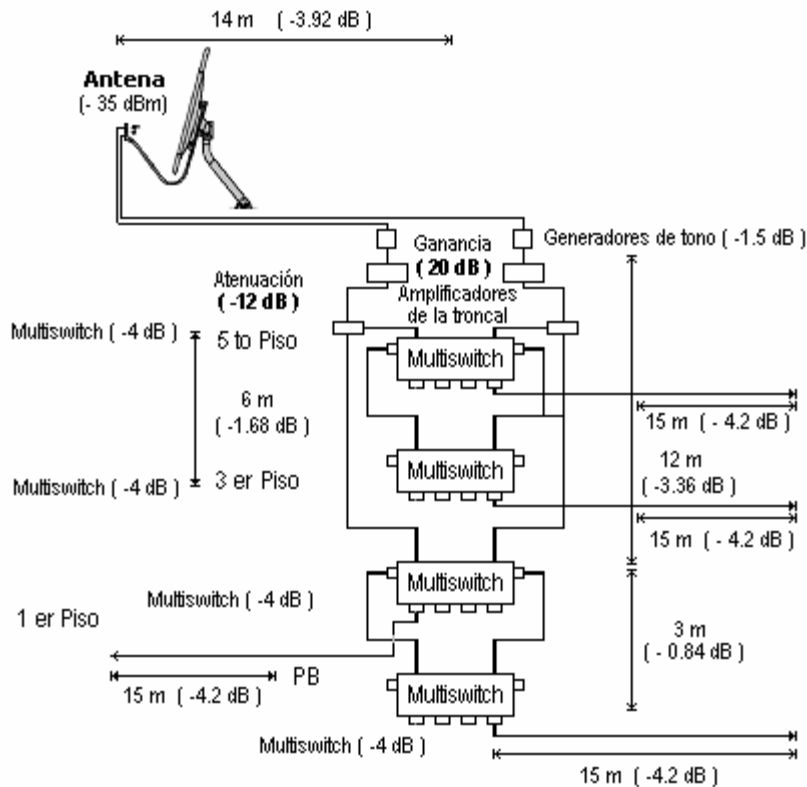 14 m ( -3.92 dB )
Antena
(- 35 dBm)
Ganancia
( 20 dB )
Generadores de tono ( -1.5 dB )
Atenuación
( -12 dB )
Amplificadores
de la troncal
Multiswitch ( -4 dB )
5 to Piso
Multiswitch
6 m
( -1.68 dB )
15 m ( - 4.2 dB )
12 m
( -3.36 dB )
Multiswitch ( -4 dB )
3 er Piso
Multiswitch
15 m ( - 4.2 dB )
Multiswitch
Multiswitch ( -4 dB )
1 er Piso
3 m
( - 0.84 dB )
PB
15 m ( -4.2 dB )
Multiswitch
Multiswitch ( -4 dB )
15 m ( -4.2 dB )